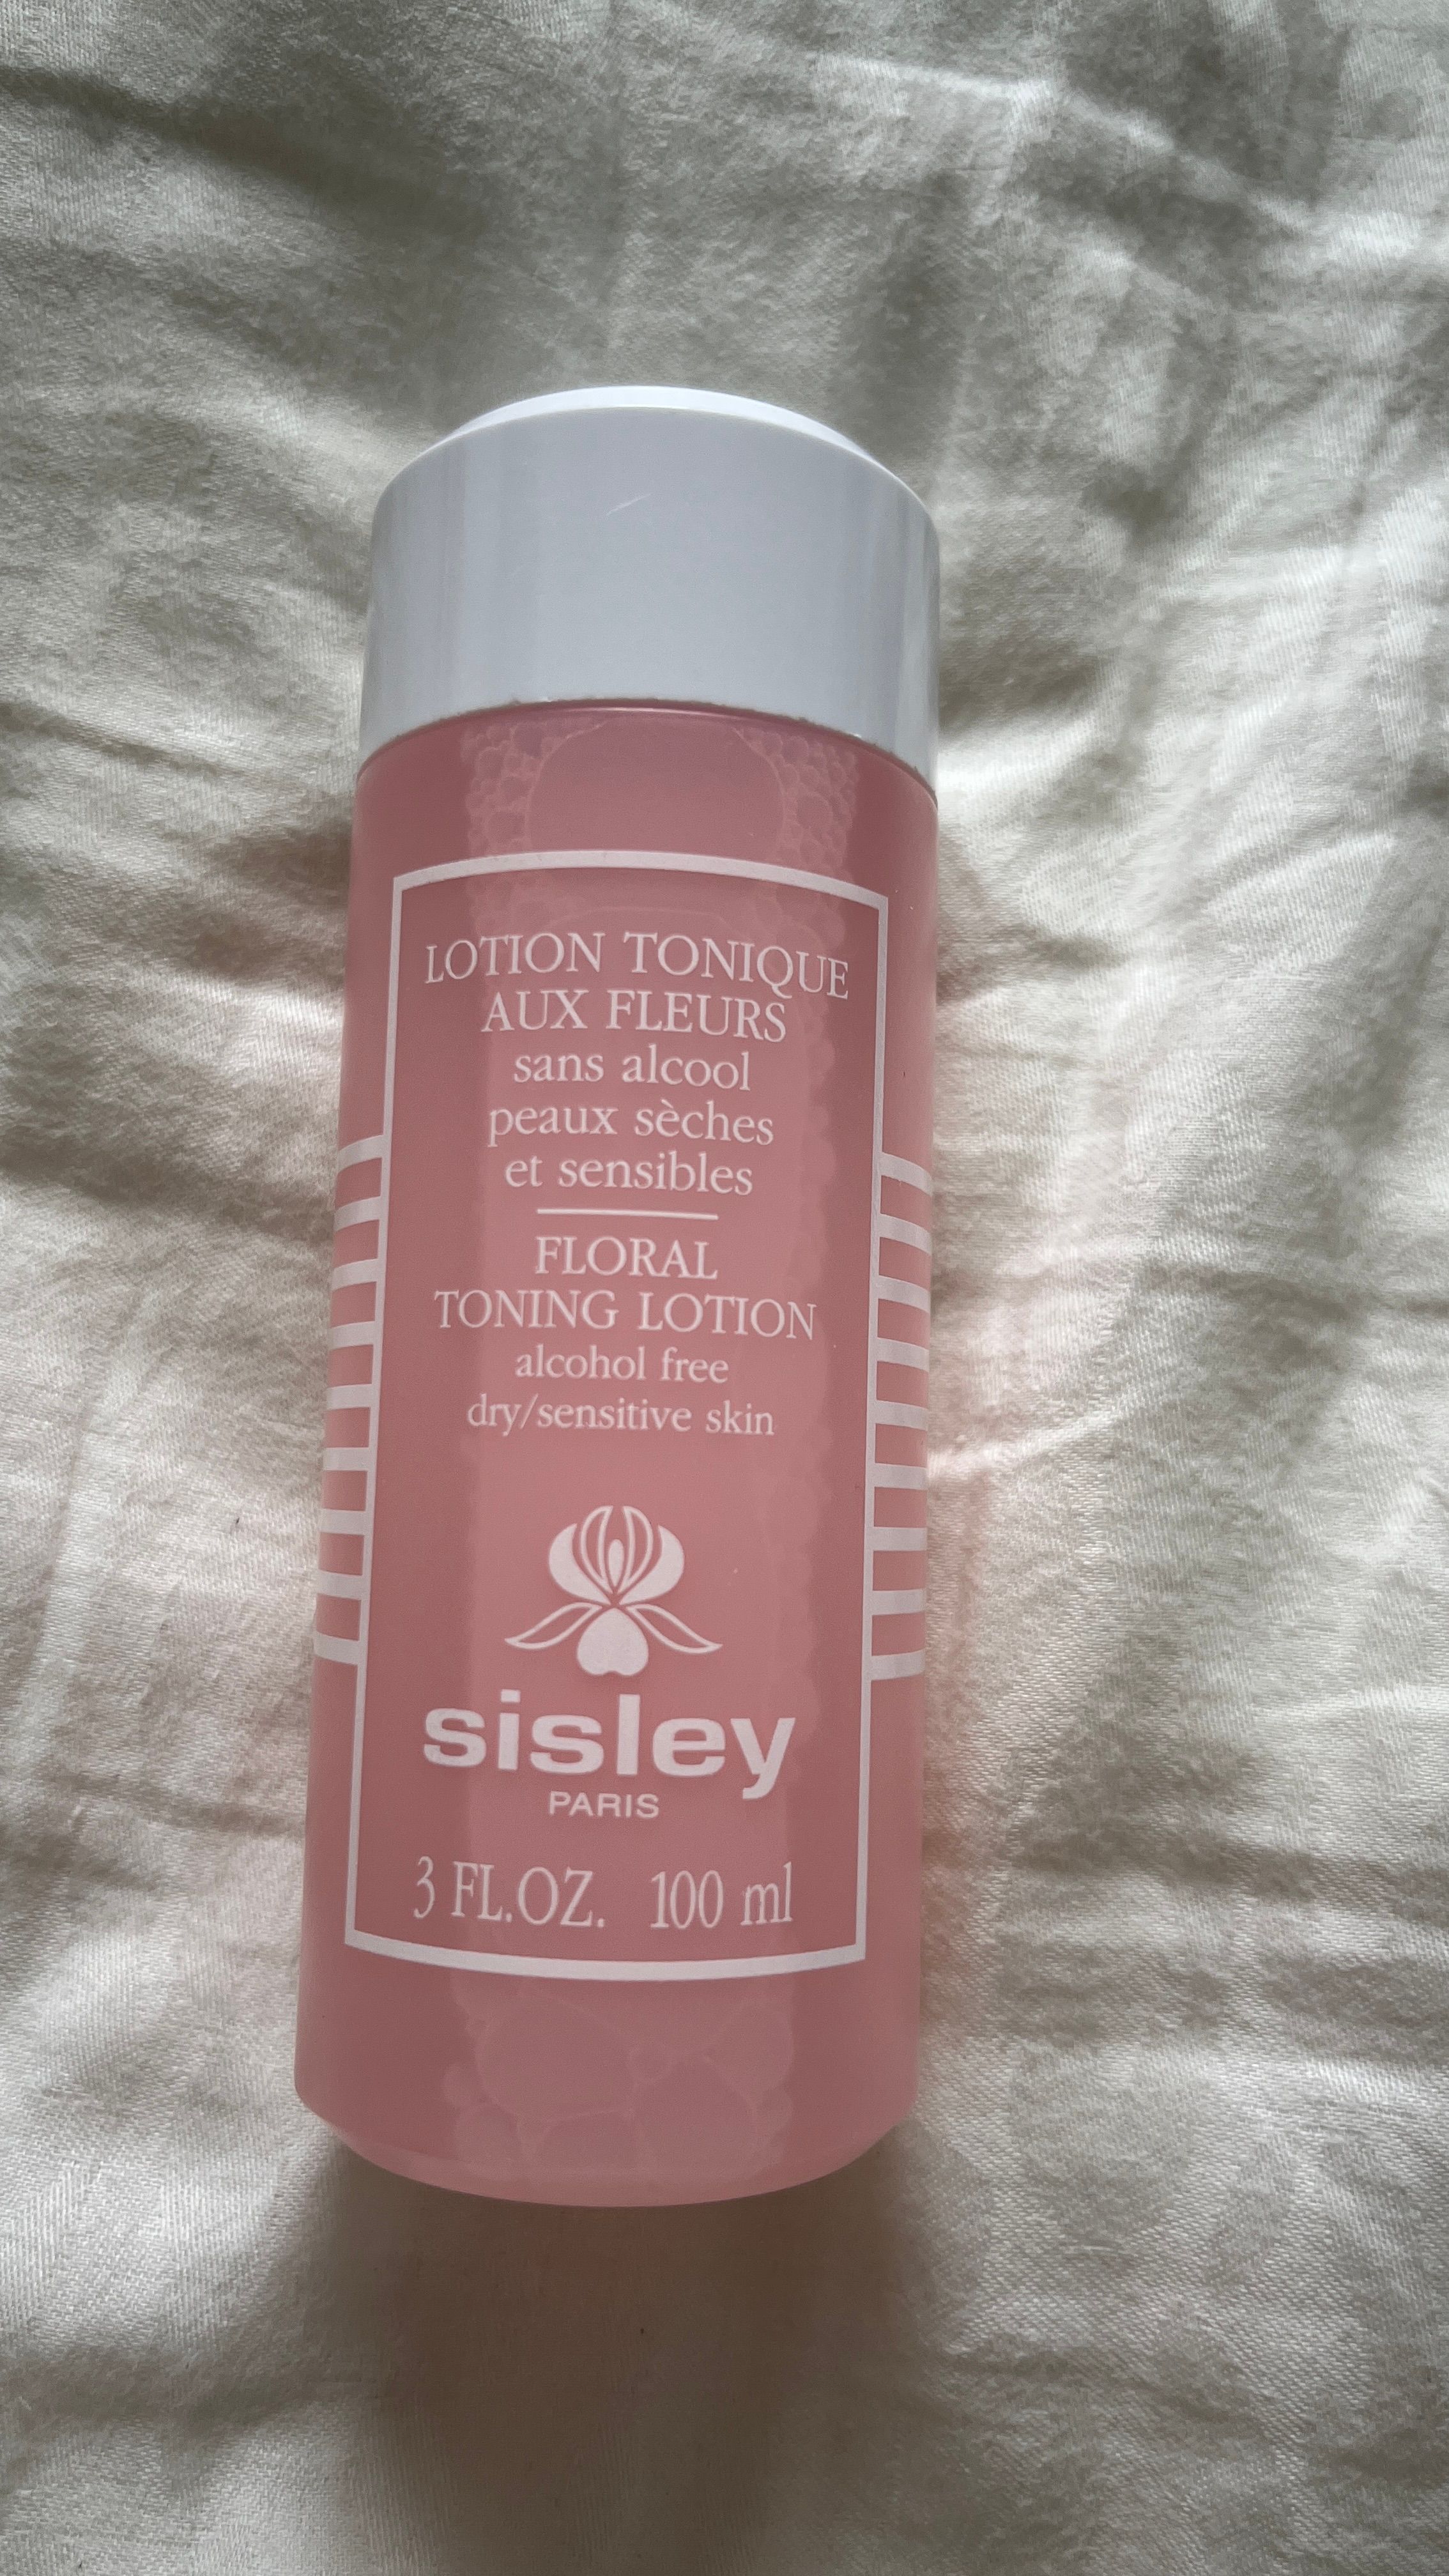 LOTION TONIQUE
AUX FLEURS
sans alcool
peaux sèches
et sensibles
FLORAL
TONING LOTION
alcohol free
dry/sensitive skin
sisley
PARIS
3 FL.OZ. 100 ml